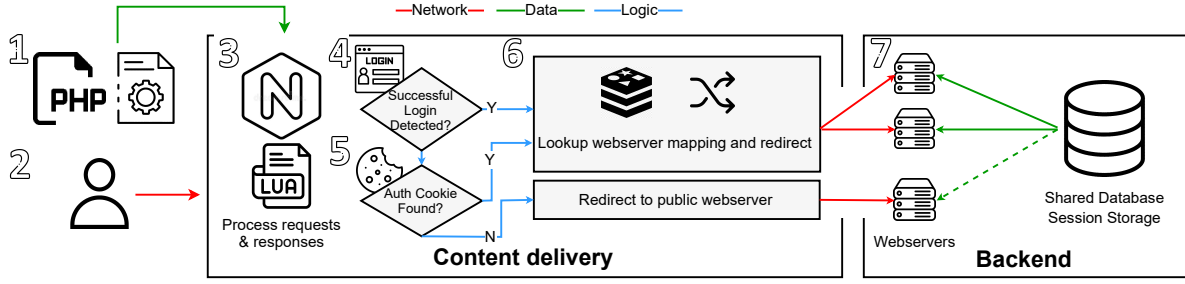 Network
Data
Logic
1
PHP
2
3
N
LUA
Process requests
& responses
4
LOGIN
Successful
Login
Detected?
Y
5
Auth Cookie
Found?
Y
N
6
Lookup webserver mapping and redirect
Redirect to public webserver
Content delivery
7
Webservers
Shared Database
Session Storage
Backend